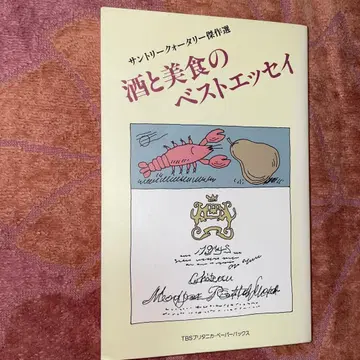 サントリークォータリー傑作選
酒と美食の
ベストエッセイ
1945
Château
TBSブリタニカ・ペーパーバックス